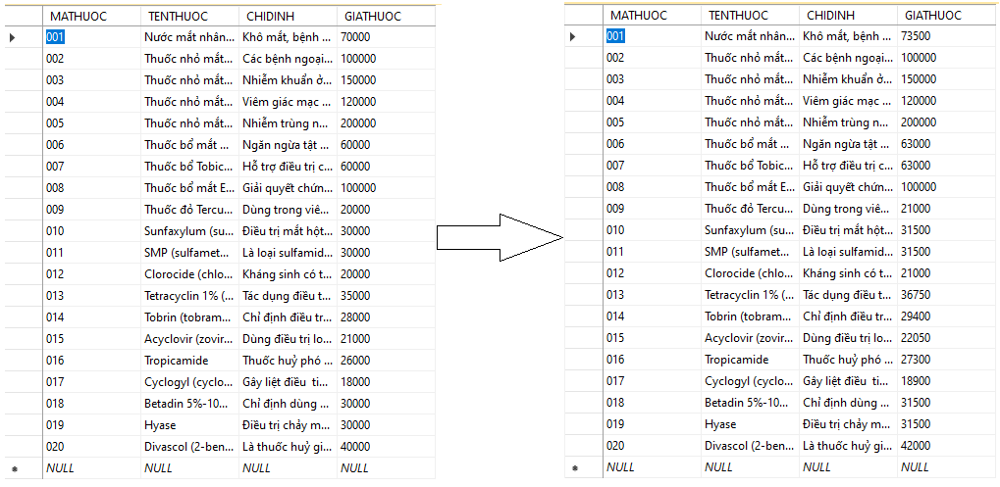 MATHUOC TENTHUOC CHIDINH GIATHUOC
001 Nước mắt nhân... Khô mắt, bệnh ... 70000
002 Thuốc nhỏ mắt... Các bệnh ngoại... 100000
003 Thuốc nhỏ mắt... Nhiễm khuẩn ở... 150000
004 Thuốc nhỏ mắt... Viêm giác mạc ... 120000
005 Thuốc nhỏ mắt... Nhiễm trùng n... 200000
006 Thuốc bổ mắt ... Ngăn ngừa tật ... 60000
007 Thuốc bổ Tobic... Hỗ trợ điều trị c... 60000
008 Thuốc bổ mắt E... Giải quyết chứn... 100000
009 Thuốc đỏ Tercu... Dùng trong viê... 20000
010 Sunfaxylum (su... Điều trị mắt hột... 30000
011 SMP (sulfamet... Là loại sulfamid... 30000
012 Clorocide (chlo... Kháng sinh có t... 20000
013 Tetracyclin 1% (... Tác dụng điều t... 35000
014 Tobrin (tobram... Chỉ định điều tr... 28000
015 Acyclovir (zovir... Dùng điều trị lo... 21000
016 Tropicamide Thuốc huỷ phó ... 26000
017 Cyclogyl (cyclo... Gây liệt điều  ti... 18000
018 Betadin 5%-10... Chỉ định dùng ... 30000
019 Hyase Điều trị chảy m... 30000
020 Divascol (2-ben... Là thuốc huỷ gi... 40000
NULL NULL NULL NULL
MATHUOC TENTHUOC CHIDINH GIATHUOC
001 Nước mắt nhân... Khô mắt, bệnh ... 73500
002 Thuốc nhỏ mắt... Các bệnh ngoại... 100000
003 Thuốc nhỏ mắt... Nhiễm khuẩn ở... 150000
004 Thuốc nhỏ mắt... Viêm giác mạc ... 120000
005 Thuốc nhỏ mắt... Nhiễm trùng n... 200000
006 Thuốc bổ mắt ... Ngăn ngừa tật ... 63000
007 Thuốc bổ Tobic... Hỗ trợ điều trị c... 63000
008 Thuốc bổ mắt E... Giải quyết chứn... 100000
009 Thuốc đỏ Tercu... Dùng trong viê... 21000
010 Sunfaxylum (su... Điều trị mắt hột... 31500
011 SMP (sulfamet... Là loại sulfamid... 31500
012 Clorocide (chlo... Kháng sinh có t... 21000
013 Tetracyclin 1% (... Tác dụng điều t... 36750
014 Tobrin (tobram... Chỉ định điều tr... 29400
015 Acyclovir (zovir... Dùng điều trị lo... 22050
016 Tropicamide Thuốc huỷ phó ... 27300
017 Cyclogyl (cyclo... Gây liệt điều  ti... 18900
018 Betadin 5%-10... Chỉ định dùng ... 31500
019 Hyase Điều trị chảy m... 31500
020 Divascol (2-ben... Là thuốc huỷ gi... 42000
NULL NULL NULL NULL